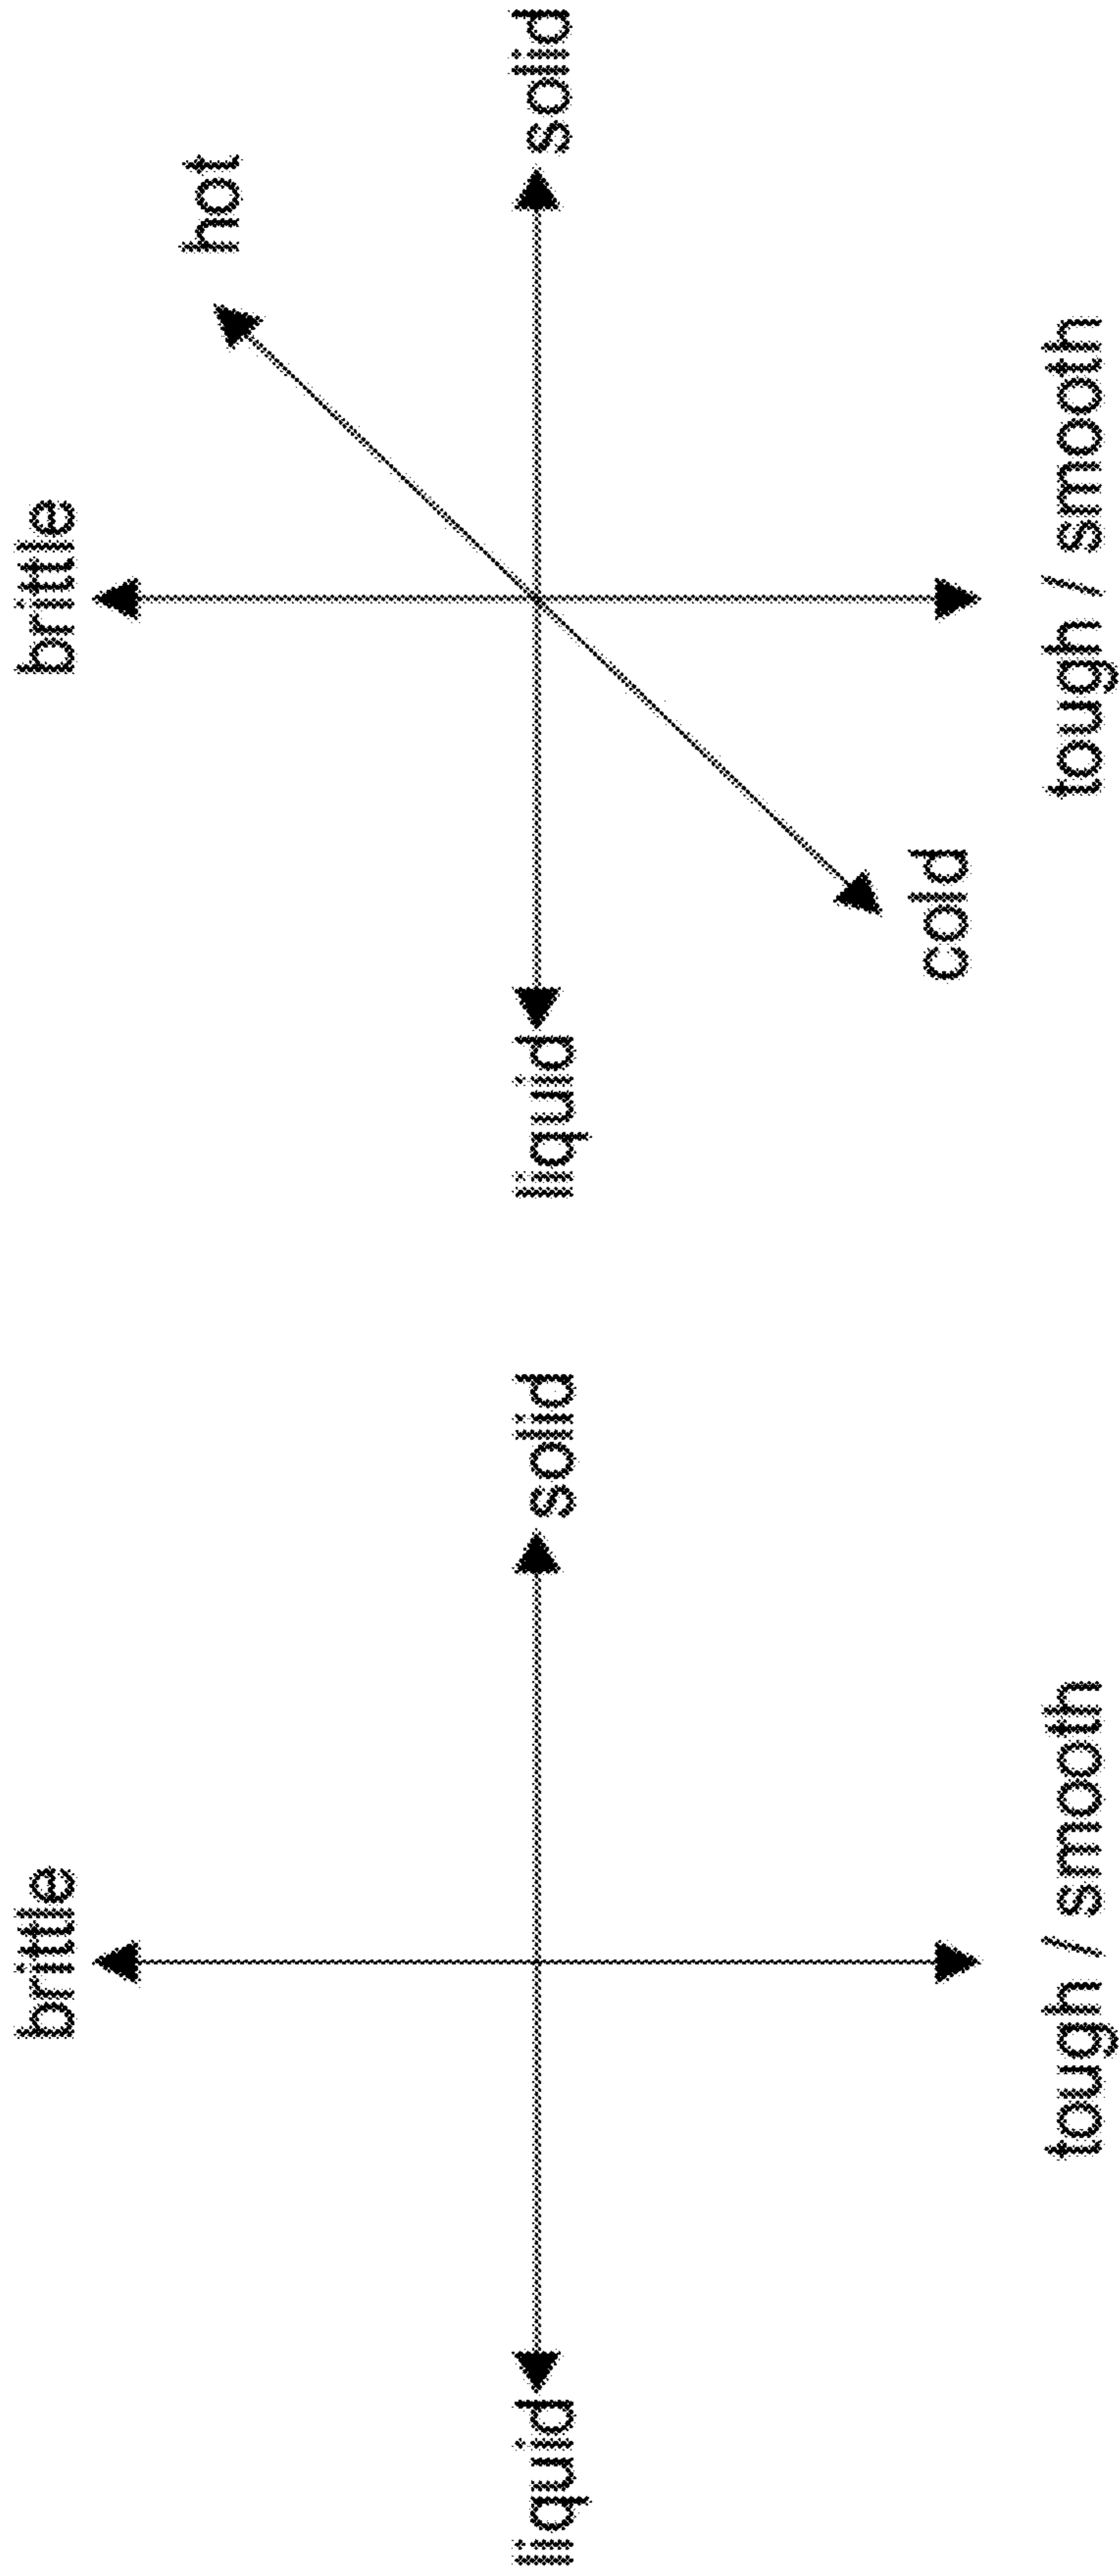 brittle
liquid
solid
tough / smooth
brittle
hot
liquid
solid
cold
tough / smooth